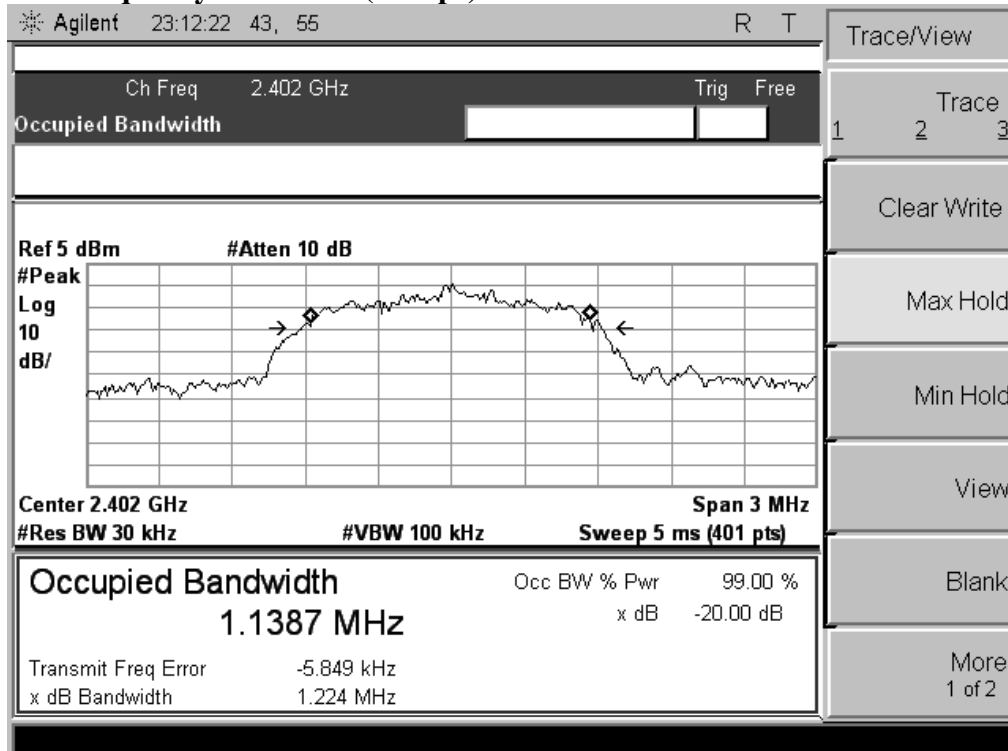 Agilent 23:12:22 43, 55 R T
Trace/View
Ch Freq 2.402 GHz Trig Free
Occupied Bandwidth
Trace
1 2 3
Clear Write
Max Hold
Min Hold
View
Blank
More
1 of 2
Ref 5 dBm #Atten 10 dB
#Peak
Log
10
dB/
Center 2.402 GHz Span 3 MHz
#Res BW 30 kHz #VBW 100 kHz Sweep 5 ms (401 pts)
Occupied Bandwidth Occ BW % Pwr 99.00 %
1.1387 MHz x dB -20.00 dB
Transmit Freq Error -5.849 kHz
x dB Bandwidth 1.224 MHz